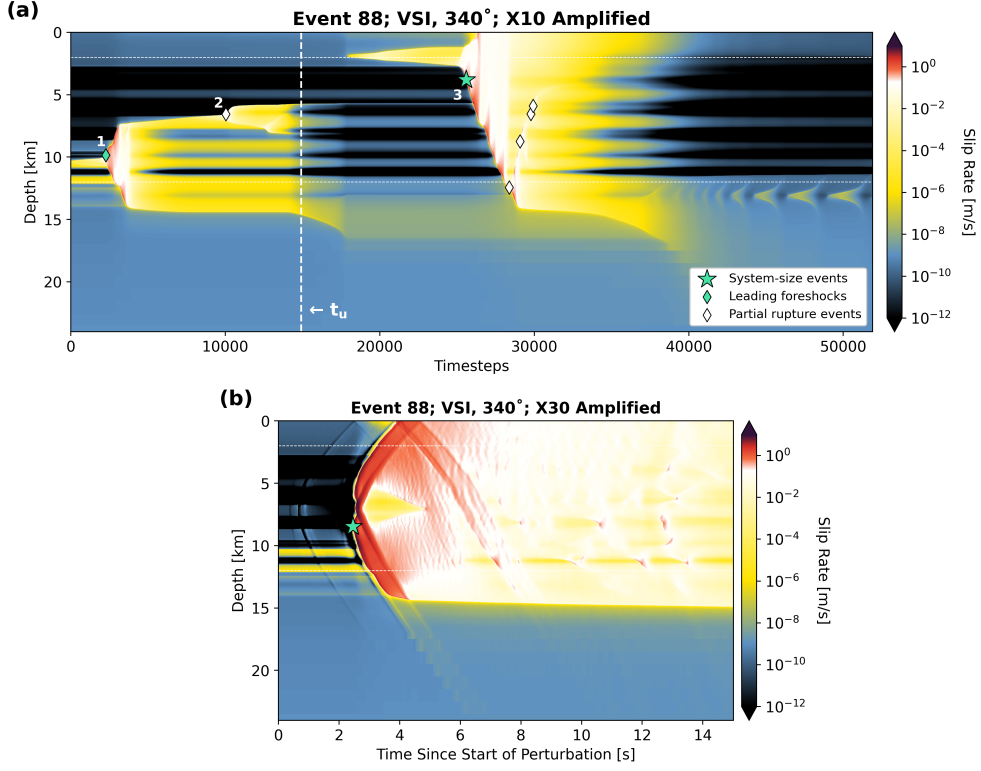 (a)
Event 88; VSI, 340˚; X10 Amplified
0
5
10
15
20
Depth [km]
1
2
3
← t_u
System-size events
Leading foreshocks
Partial rupture events
0 10000 20000 30000 40000 50000
Timesteps
10^0
10^−2
10^−4
10^−6
10^−8
10^−10
10^−12
Slip Rate [m/s]
(b)
Event 88; VSI, 340˚; X30 Amplified
0
5
10
15
20
Depth [km]
0 2 4 6 8 10 12 14
Time Since Start of Perturbation [s]
10^0
10^−2
10^−4
10^−6
10^−8
10^−10
10^−12
Slip Rate [m/s]